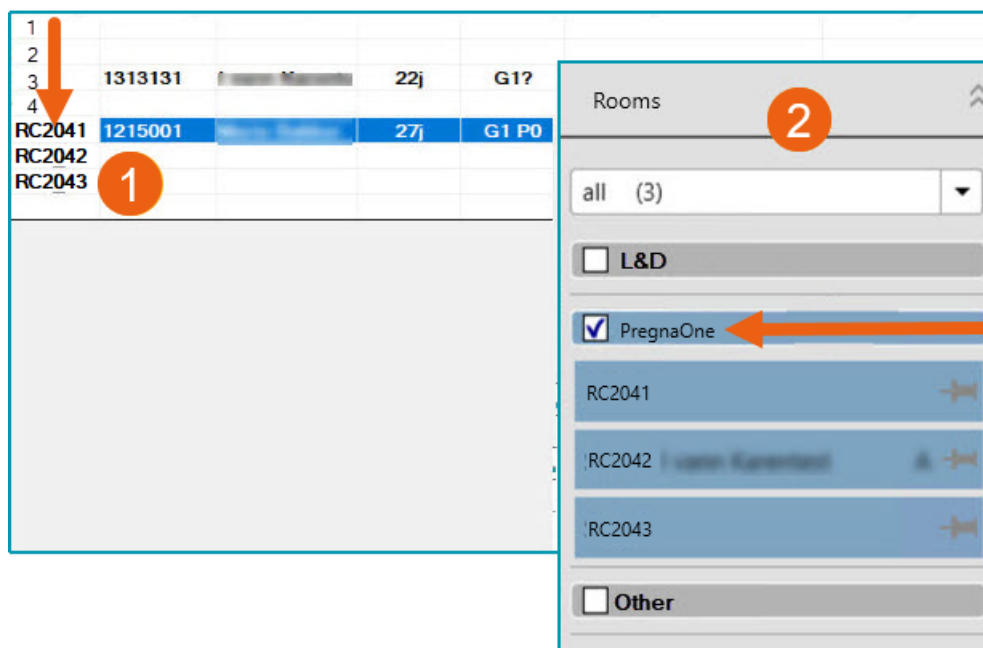 1
2
3 1313131 22j G1?
4
RC2041 1215001 27j G1 P0
RC2042
RC2043
1
Rooms
2
all (3)
L&D
PregnaOne
RC2041
RC2042 A
RC2043
Other